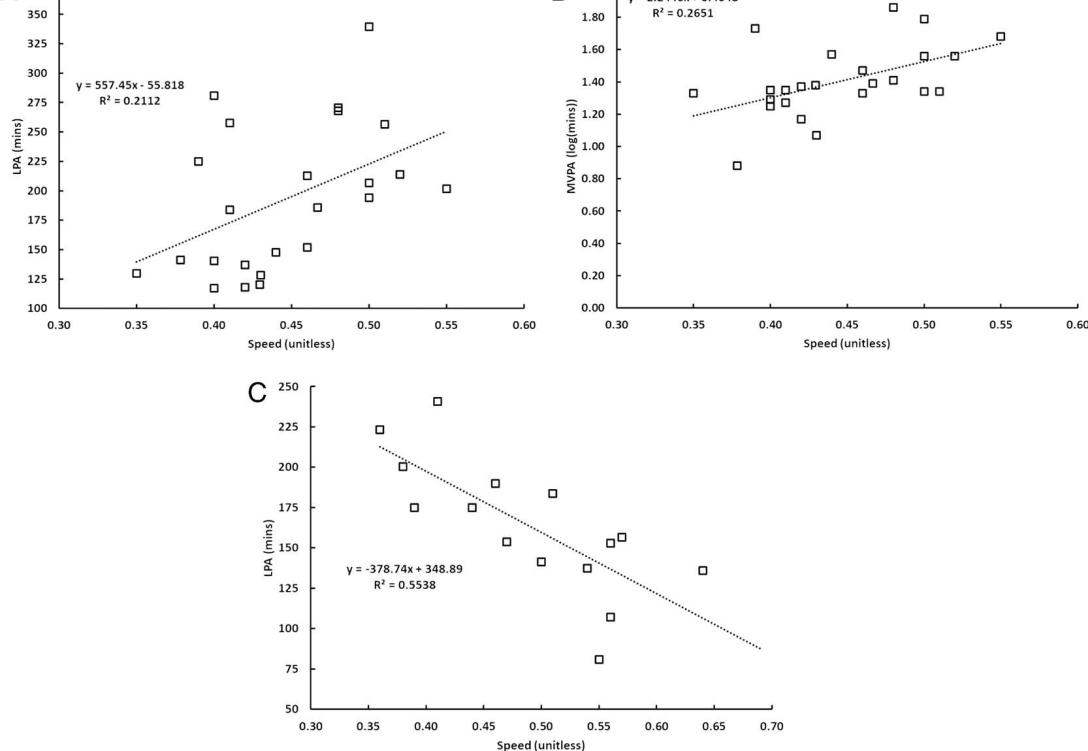 350
325
300
275
250
225
200
175
150
125
100
LPA (mins)
y = 557.45x - 55.818
R² = 0.2112
0.30 0.35 0.40 0.45 0.50 0.55 0.60
Speed (unitless)
R² = 0.2651
1.80
1.60
1.40
1.20
1.00
0.80
0.60
0.40
0.20
0.00
MVPA (log(mins))
0.30 0.35 0.40 0.45 0.50 0.55 0.60
Speed (unitless)
C
250
225
200
175
150
125
100
75
50
LPA (mins)
y = -378.74x + 348.89
R² = 0.5538
0.30 0.40 0.45 0.50 0.55 0.60 0.65 0.70
Speed (unitless)